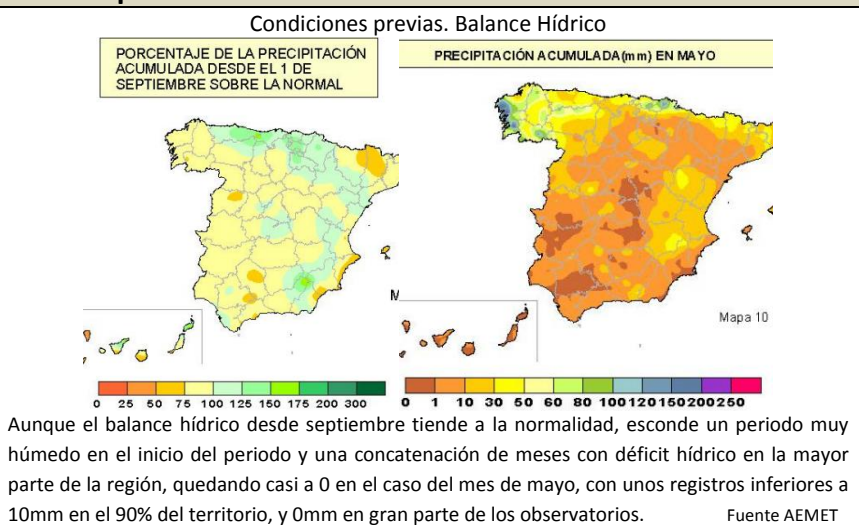 Condiciones previas. Balance Hídrico
PORCENTAJE DE LA PRECIPITACIÓN
ACUMULADA DESDE EL 1 DE
SEPTIEMBRE SOBRE LA NORMAL
PRECIPITACIÓN ACUMULADA(mm) EN MAYO
M
Mapa 10
0 25 50 75 100 125 150 175 200 300
0 1 10 30 50 60 80 100 120 150 200 250
Aunque el balance hídrico desde septiembre tiende a la normalidad, esconde un periodo muy
húmedo en el inicio del periodo y una concatenación de meses con déficit hídrico en la mayor
parte de la región, quedando casi a 0 en el caso del mes de mayo, con unos registros inferiores a
10mm en el 90% del territorio, y 0mm en gran parte de los observatorios. Fuente AEMET